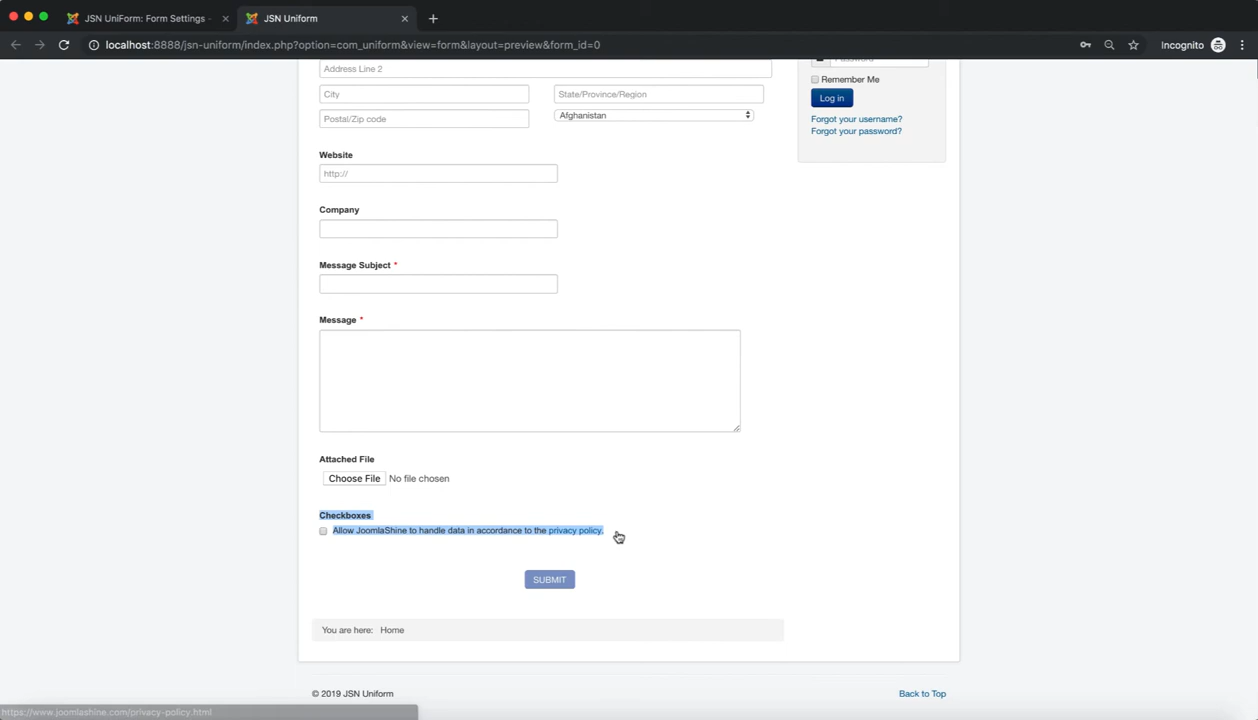 JSN UniForm: Form Settings
JSN Uniform
localhost:8888/jsn-uniform/index.php?option=com_uniform&view=form&layout=preview&form_id=0
Incognito
Address Line 2
Password
City
State/Province/Region
Remember Me
Postal/Zip code
Afghanistan
Log in
Forgot your username?
Forgot your password?
Website
http://
Company
Message Subject *
Message *
Attached File
Choose File No file chosen
Checkboxes
Allow JoomlaShine to handle data in accordance to the privacy policy.
SUBMIT
You are here: Home
© 2019 JSN Uniform
Back to Top
https://www.joomlashine.com/privacy-policy.html